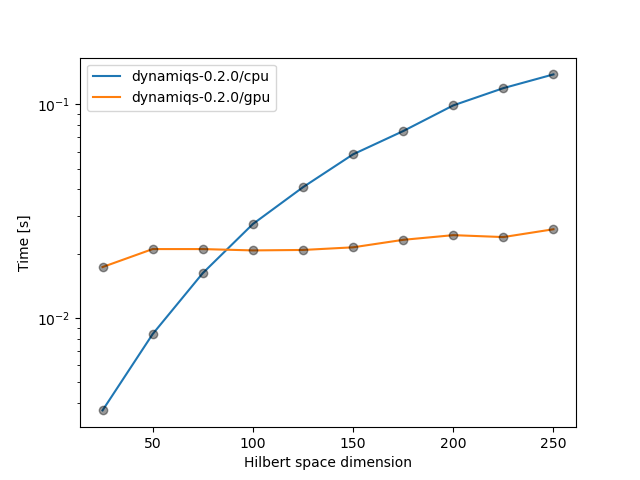 dynamiqs-0.2.0/cpu
dynamiqs-0.2.0/gpu
10⁻¹
10⁻²
Time [s]
50 100 150 200 250
Hilbert space dimension